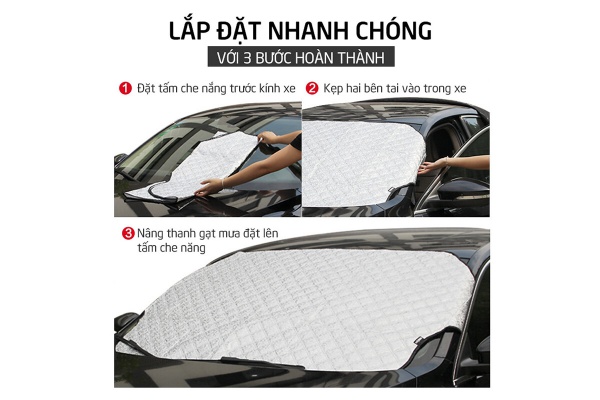 LẮP ĐẶT NHANH CHÓNG
VỚI 3 BƯỚC HOÀN THÀNH
1 Đặt tấm che nắng trước kính xe
2 Kẹp hai bên tai vào trong xe
3 Nâng thanh gạt mưa đặt lên
tấm che năng